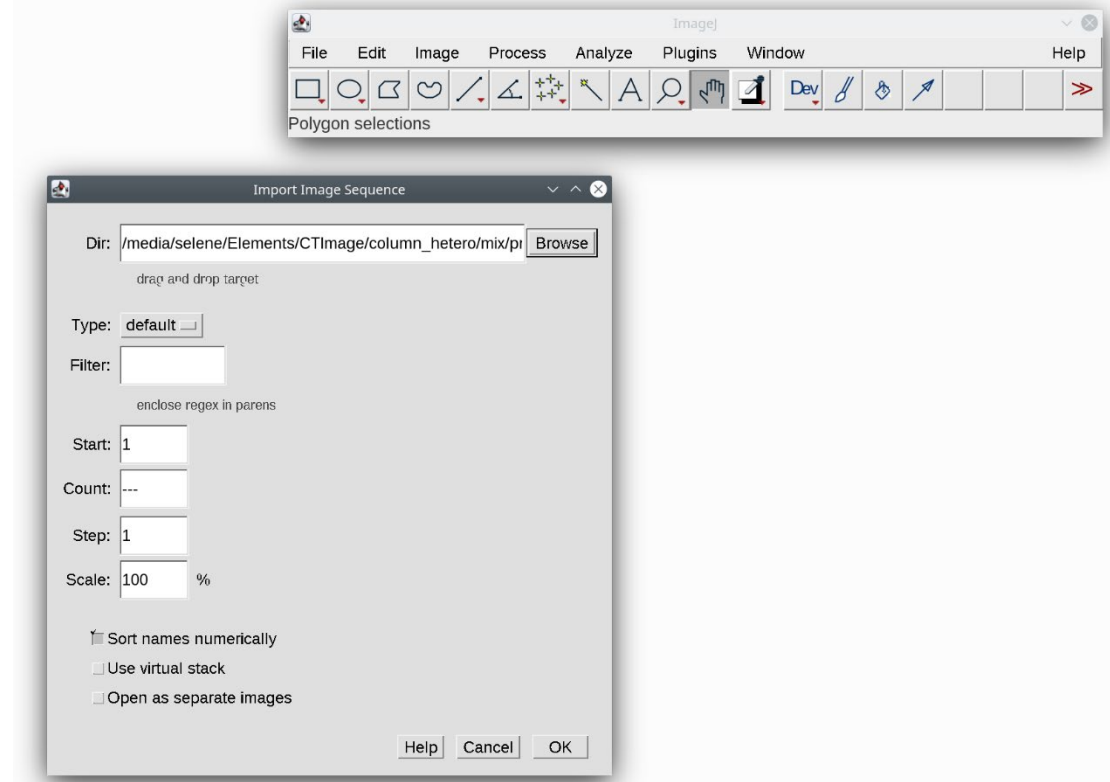 ImageJ
File Edit Image Process Analyze Plugins Window Help
A Dev >>
Polygon selections
Import Image Sequence
Dir: /media/selene/Elements/CTImage/column_hetero/mix/pr Browse
drag and drop target
Type: default
Filter:
enclose regex in parens
Start: 1
Count: ---
Step: 1
Scale: 100 %
Sort names numerically
Use virtual stack
Open as separate images
Help Cancel OK